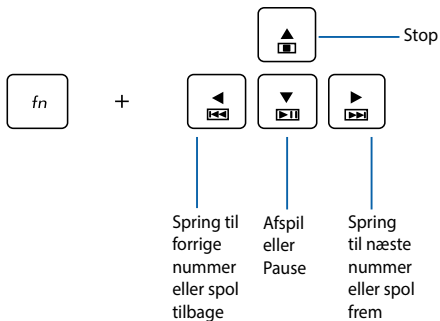 Stop
fn
+
Spring til
forrige
nummer
eller spol
tilbage
Afspil
eller
Pause
Spring
til næste
nummer
eller spol
frem